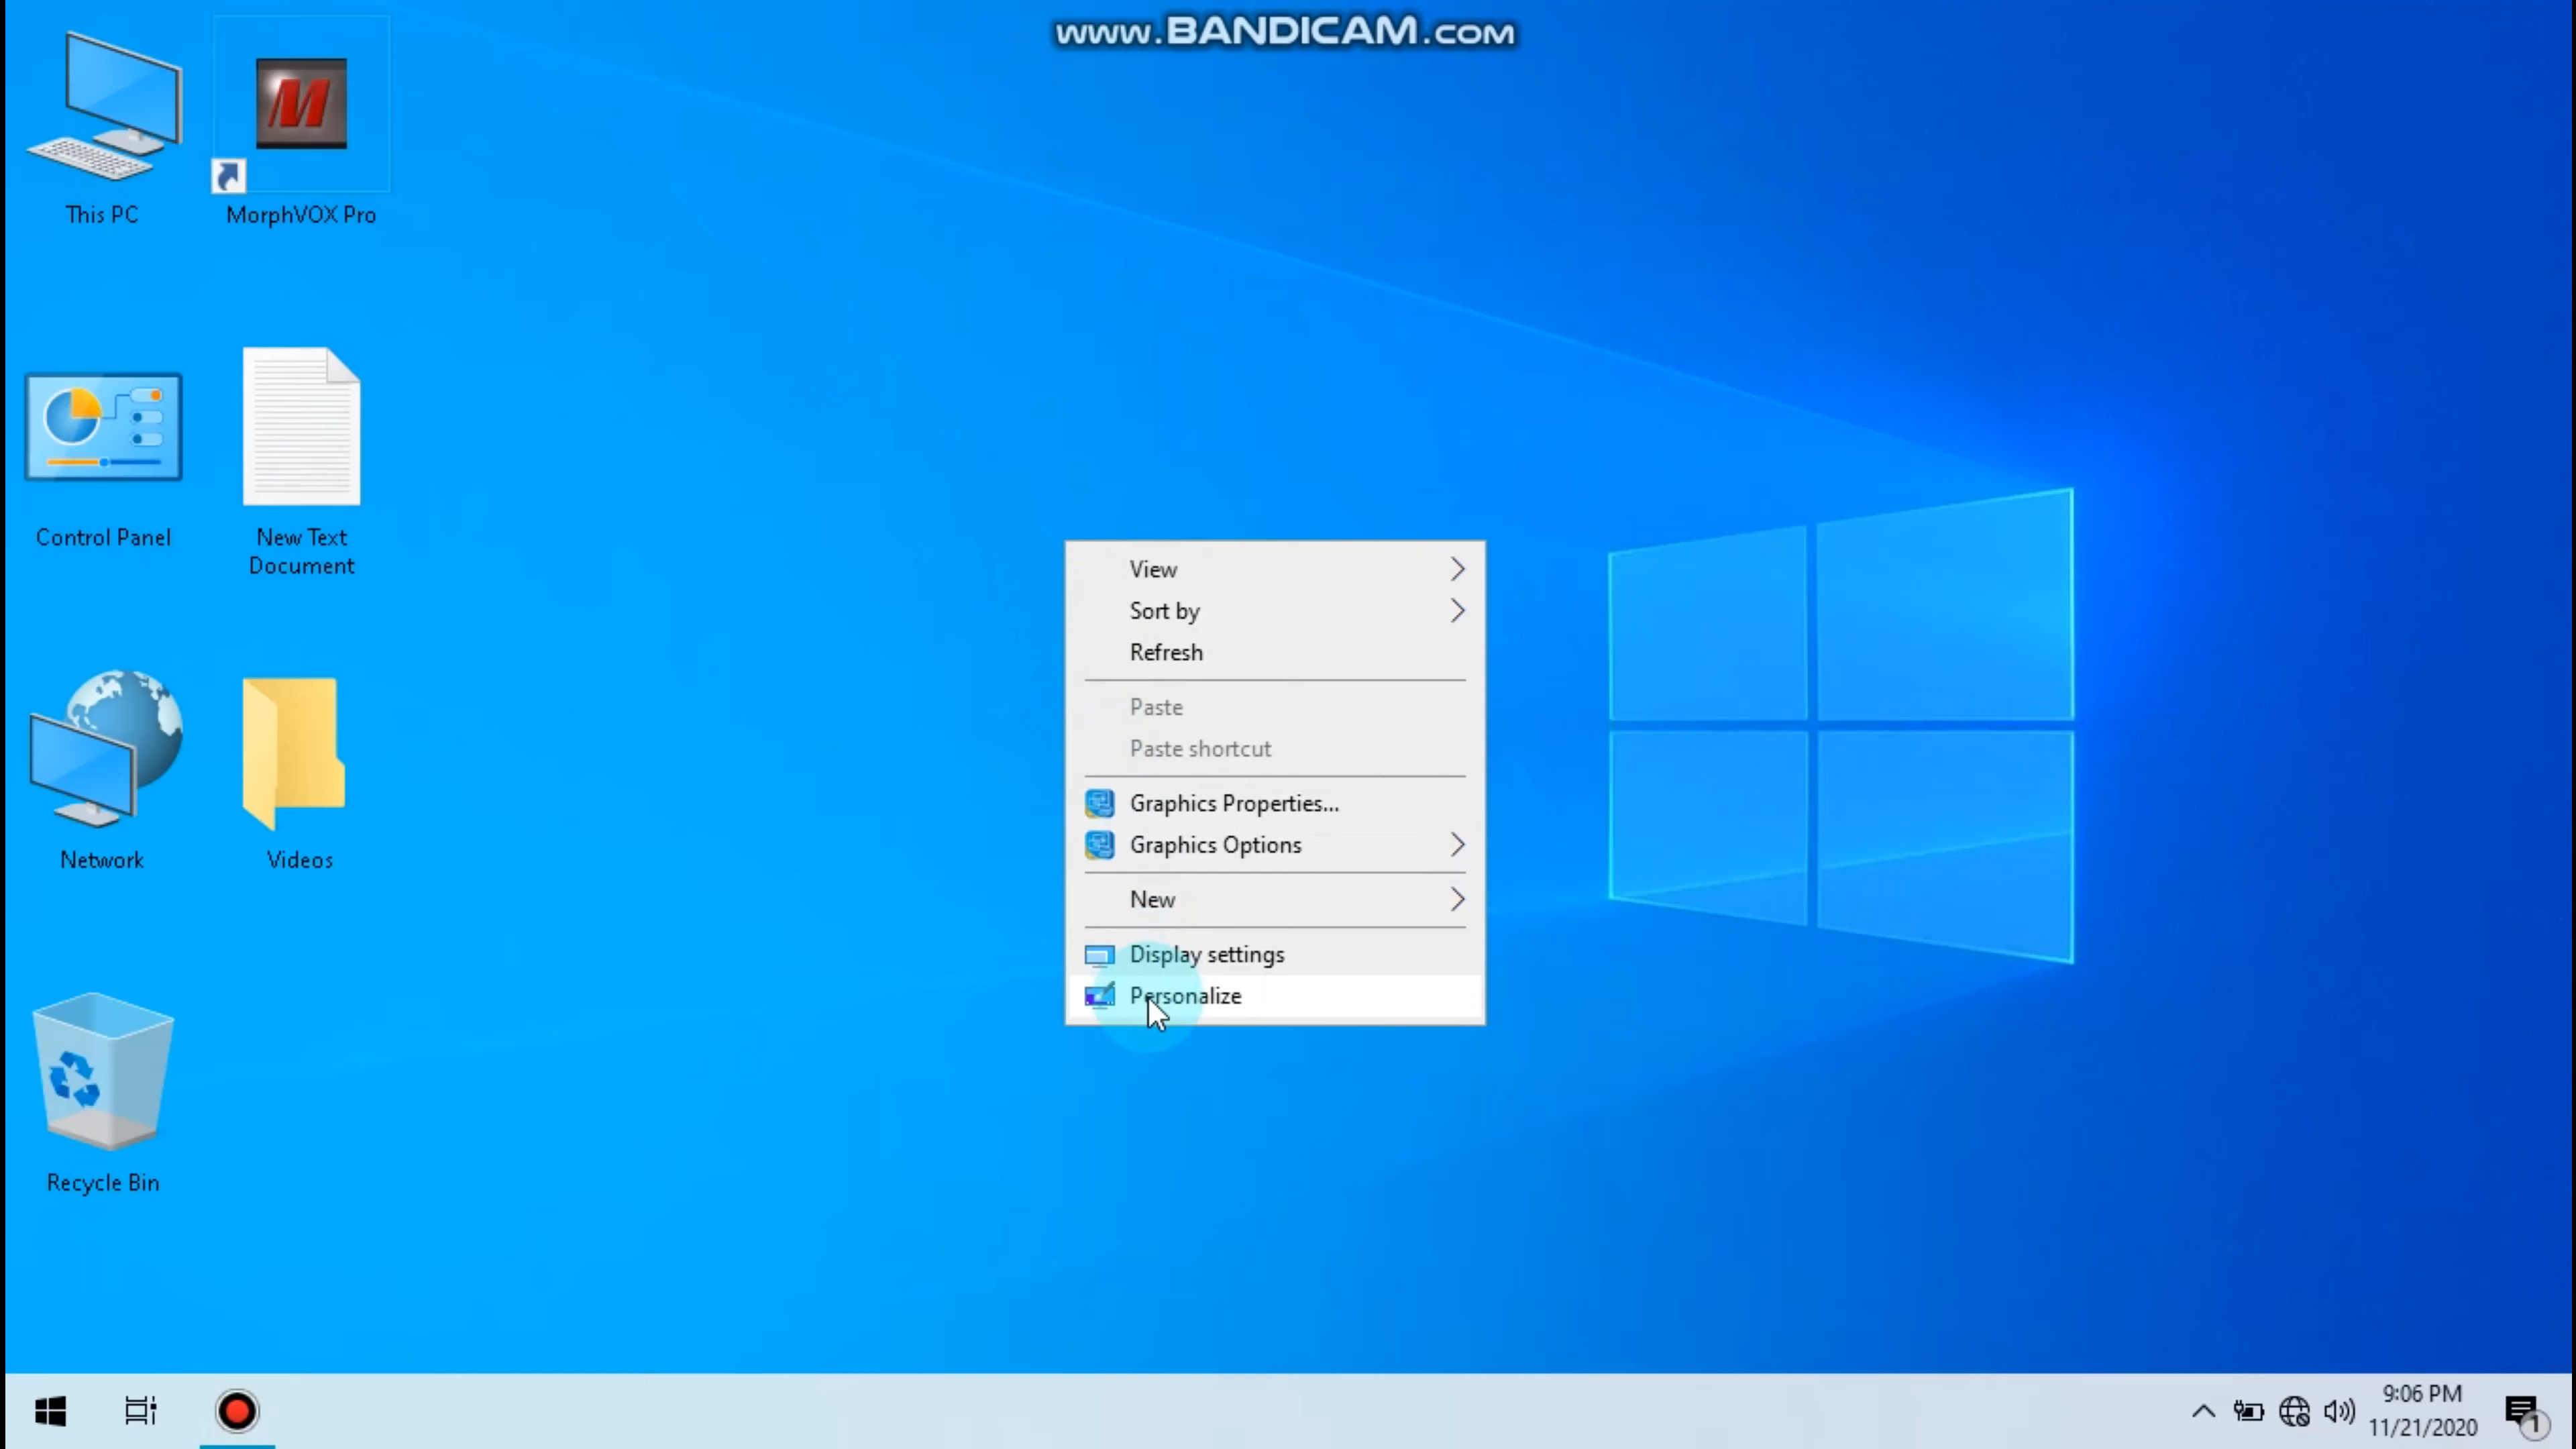 www.BANDICAM.com
This PC
MorphVOX Pro
Control Panel
New Text
Document
Network
Videos
Recycle Bin
View
Sort by
Refresh
Paste
Paste shortcut
Graphics Properties...
Graphics Options
New
Display settings
Personalize
9:06 PM
11/21/2020
1